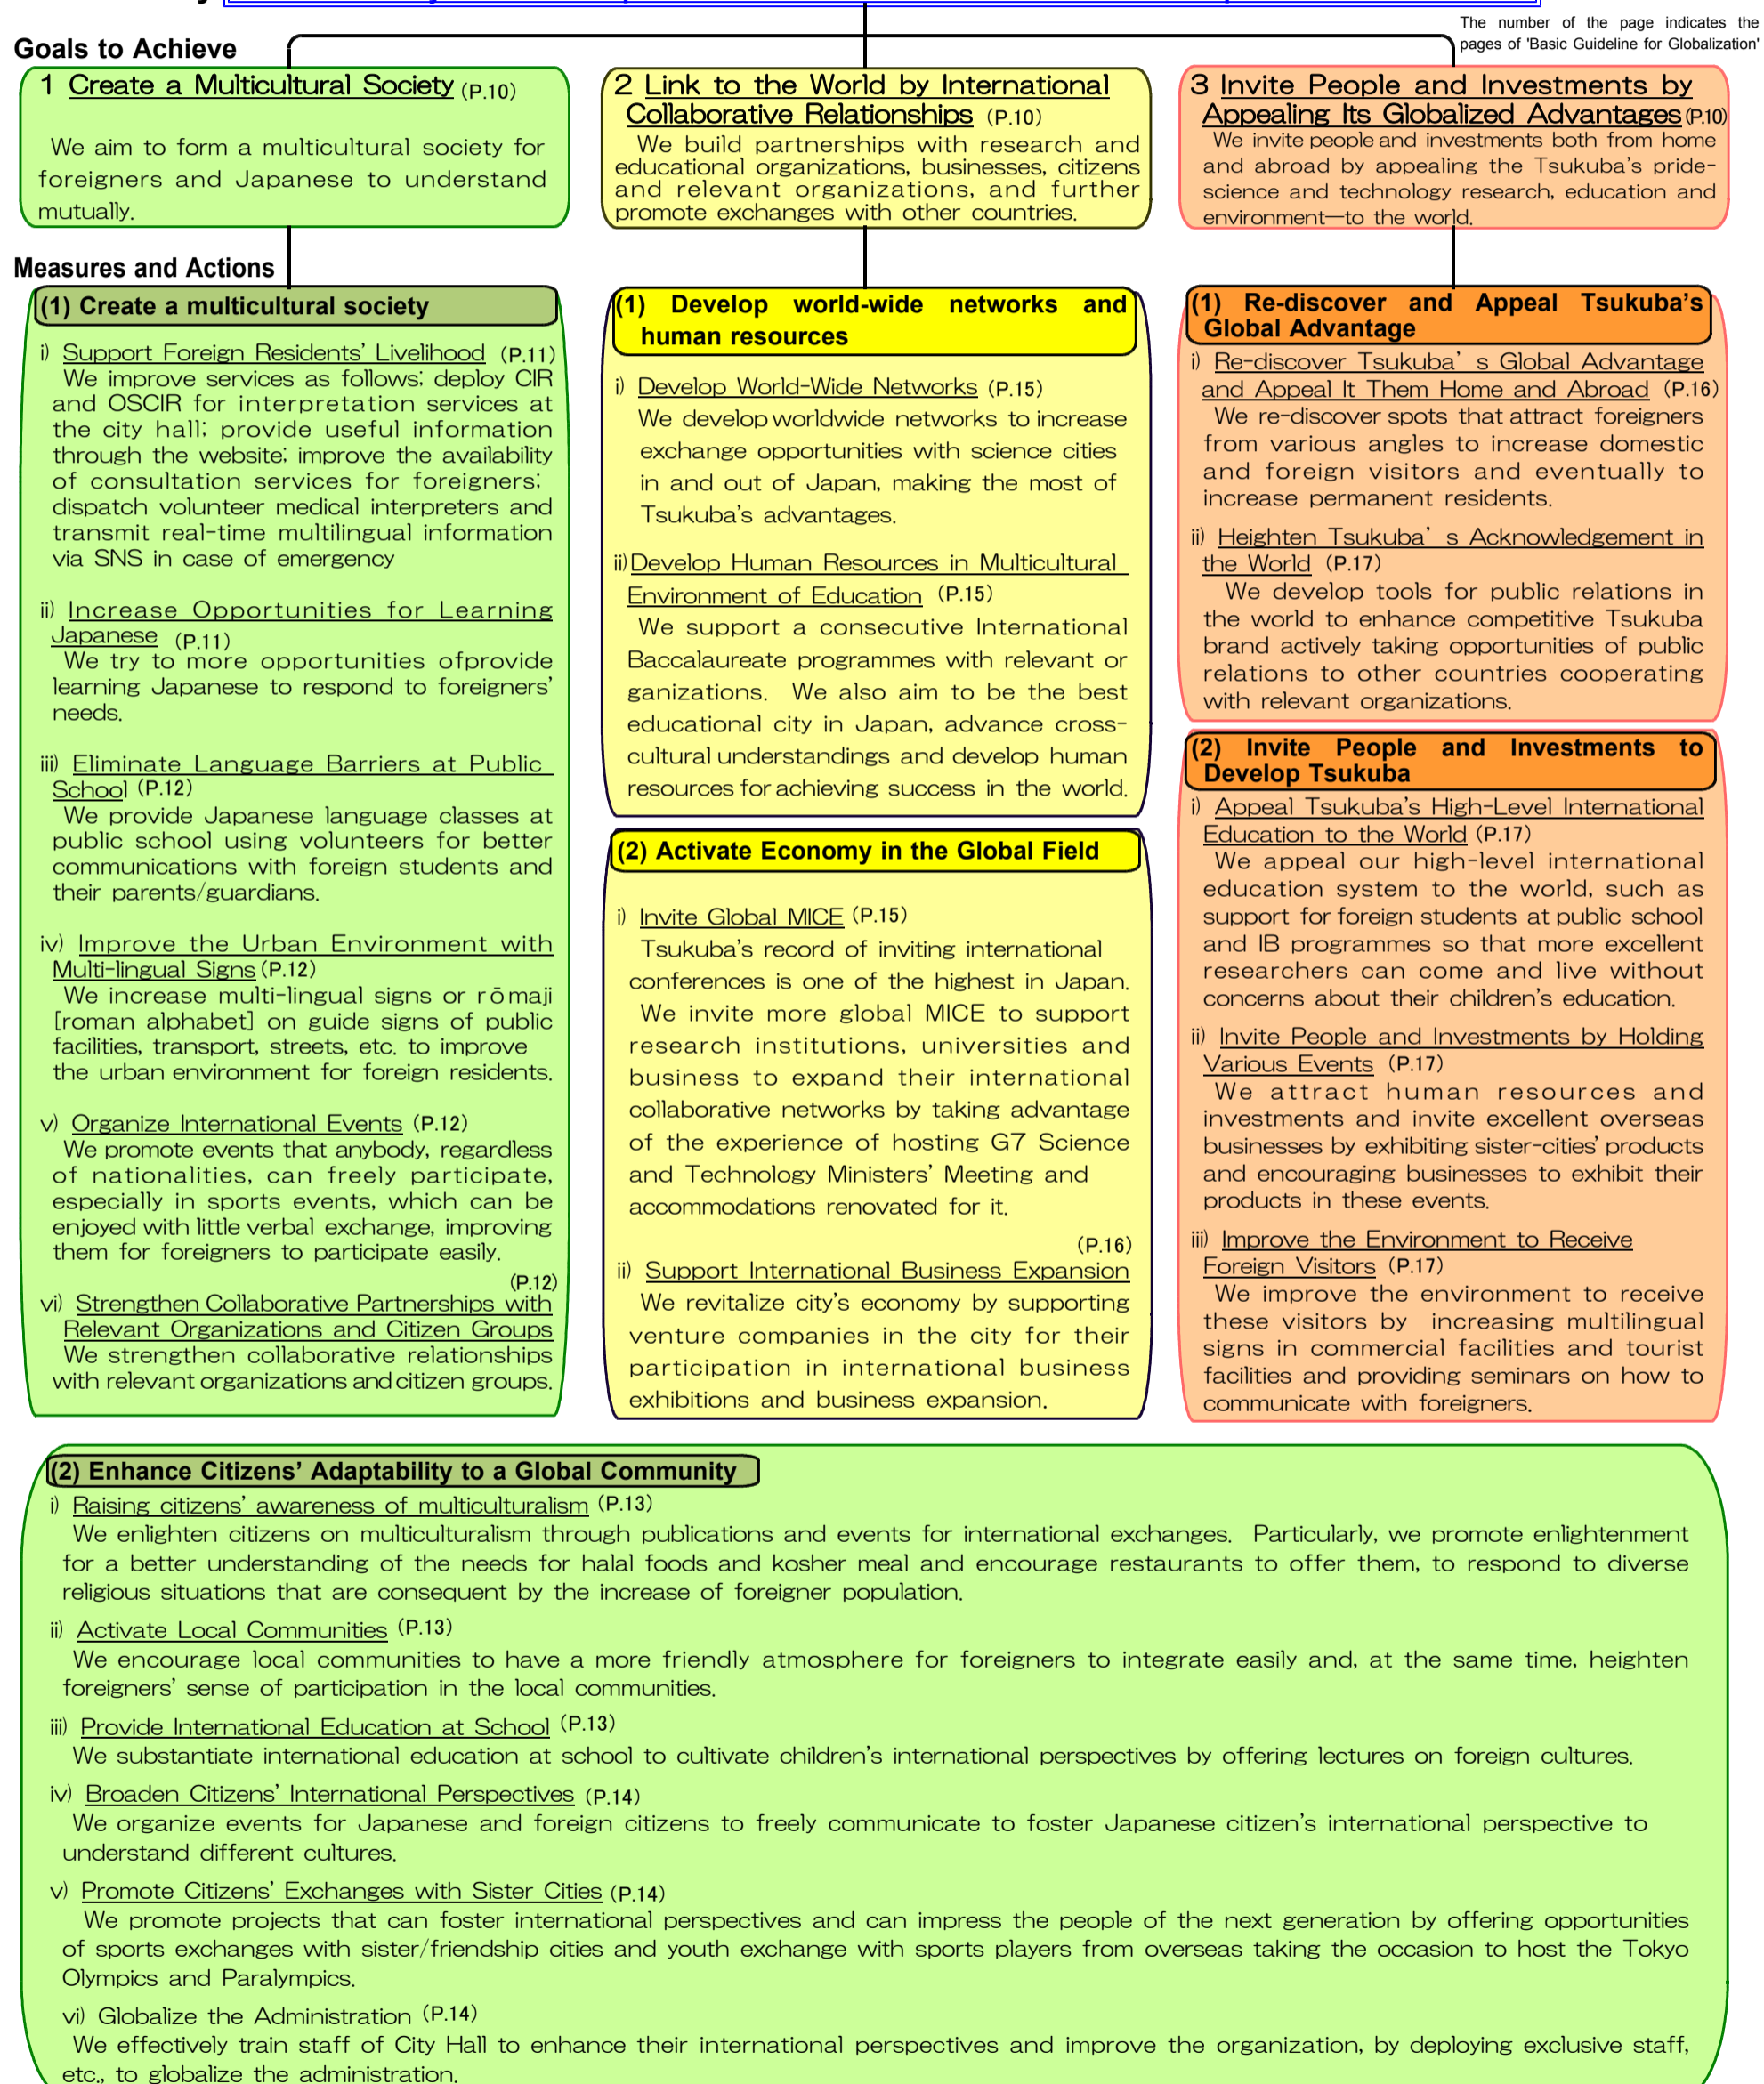 The number of the page indicates the
pages of 'Basic Guideline for Globalization'
Goals to Achieve
1 Create a Multicultural Society (P.10)
We aim to form a multicultural society for
foreigners and Japanese to understand
mutually.
2 Link to the World by International
Collaborative Relationships (P.10)
We build partnerships with research and
educational organizations, businesses, citizens
and relevant organizations, and further
promote exchanges with other countries.
3 Invite People and Investments by
Appealing Its Globalized Advantages (P.10)
We invite people and investments both from home
and abroad by appealing the Tsukuba's pride-
science and technology research, education and
environment—to the world.
Measures and Actions
(1) Create a multicultural society
i) Support Foreign Residents' Livelihood (P.11)
We improve services as follows; deploy CIR
and OSCIR for interpretation services at
the city hall; provide useful information
through the website; improve the availability
of consultation services for foreigners;
dispatch volunteer medical interpreters and
transmit real-time multilingual information
via SNS in case of emergency
ii) Increase Opportunities for Learning
Japanese (P.11)
We try to more opportunities ofprovide
learning Japanese to respond to foreigners'
needs.
iii) Eliminate Language Barriers at Public
School (P.12)
We provide Japanese language classes at
public school using volunteers for better
communications with foreign students and
their parents/guardians.
iv) Improve the Urban Environment with
Multi-lingual Signs (P.12)
We increase multi-lingual signs or rōmaji
[roman alphabet] on guide signs of public
facilities, transport, streets, etc. to improve
the urban environment for foreign residents.
v) Organize International Events (P.12)
We promote events that anybody, regardless
of nationalities, can freely participate,
especially in sports events, which can be
enjoyed with little verbal exchange, improving
them for foreigners to participate easily.
(P.12)
vi) Strengthen Collaborative Partnerships with
Relevant Organizations and Citizen Groups
We strengthen collaborative relationships
with relevant organizations and citizen groups.
(1) Develop world-wide networks and
human resources
i) Develop World-Wide Networks (P.15)
We develop worldwide networks to increase
exchange opportunities with science cities
in and out of Japan, making the most of
Tsukuba's advantages.
ii) Develop Human Resources in Multicultural
Environment of Education (P.15)
We support a consecutive International
Baccalaureate programmes with relevant or
ganizations. We also aim to be the best
educational city in Japan, advance cross-
cultural understandings and develop human
resources for achieving success in the world.
(2) Activate Economy in the Global Field
i) Invite Global MICE (P.15)
Tsukuba's record of inviting international
conferences is one of the highest in Japan.
We invite more global MICE to support
research institutions, universities and
business to expand their international
collaborative networks by taking advantage
of the experience of hosting G7 Science
and Technology Ministers' Meeting and
accommodations renovated for it.
(P.16)
ii) Support International Business Expansion
We revitalize city's economy by supporting
venture companies in the city for their
participation in international business
exhibitions and business expansion.
(1) Re-discover and Appeal Tsukuba's
Global Advantage
i) Re-discover Tsukuba's Global Advantage
and Appeal It Them Home and Abroad (P.16)
We re-discover spots that attract foreigners
from various angles to increase domestic
and foreign visitors and eventually to
increase permanent residents.
ii) Heighten Tsukuba's Acknowledgement in
the World (P.17)
We develop tools for public relations in
the world to enhance competitive Tsukuba
brand actively taking opportunities of public
relations to other countries cooperating
with relevant organizations.
(2) Invite People and Investments to
Develop Tsukuba
i) Appeal Tsukuba's High-Level International
Education to the World (P.17)
We appeal our high-level international
education system to the world, such as
support for foreign students at public school
and IB programmes so that more excellent
researchers can come and live without
concerns about their children's education.
ii) Invite People and Investments by Holding
Various Events (P.17)
We attract human resources and
investments and invite excellent overseas
businesses by exhibiting sister-cities' products
and encouraging businesses to exhibit their
products in these events.
iii) Improve the Environment to Receive
Foreign Visitors (P.17)
We improve the environment to receive
these visitors by increasing multilingual
signs in commercial facilities and tourist
facilities and providing seminars on how to
communicate with foreigners.
(2) Enhance Citizens' Adaptability to a Global Community
i) Raising citizens' awareness of multiculturalism (P.13)
We enlighten citizens on multiculturalism through publications and events for international exchanges. Particularly, we promote enlightenment
for a better understanding of the needs for halal foods and kosher meal and encourage restaurants to offer them, to respond to diverse
religious situations that are consequent by the increase of foreigner population.
ii) Activate Local Communities (P.13)
We encourage local communities to have a more friendly atmosphere for foreigners to integrate easily and, at the same time, heighten
foreigners' sense of participation in the local communities.
iii) Provide International Education at School (P.13)
We substantiate international education at school to cultivate children's international perspectives by offering lectures on foreign cultures.
iv) Broaden Citizens' International Perspectives (P.14)
We organize events for Japanese and foreign citizens to freely communicate to foster Japanese citizen's international perspective to
understand different cultures.
v) Promote Citizens' Exchanges with Sister Cities (P.14)
We promote projects that can foster international perspectives and can impress the people of the next generation by offering opportunities
of sports exchanges with sister/friendship cities and youth exchange with sports players from overseas taking the occasion to host the Tokyo
Olympics and Paralympics.
vi) Globalize the Administration (P.14)
We effectively train staff of City Hall to enhance their international perspectives and improve the organization, by deploying exclusive staff,
etc., to globalize the administration.